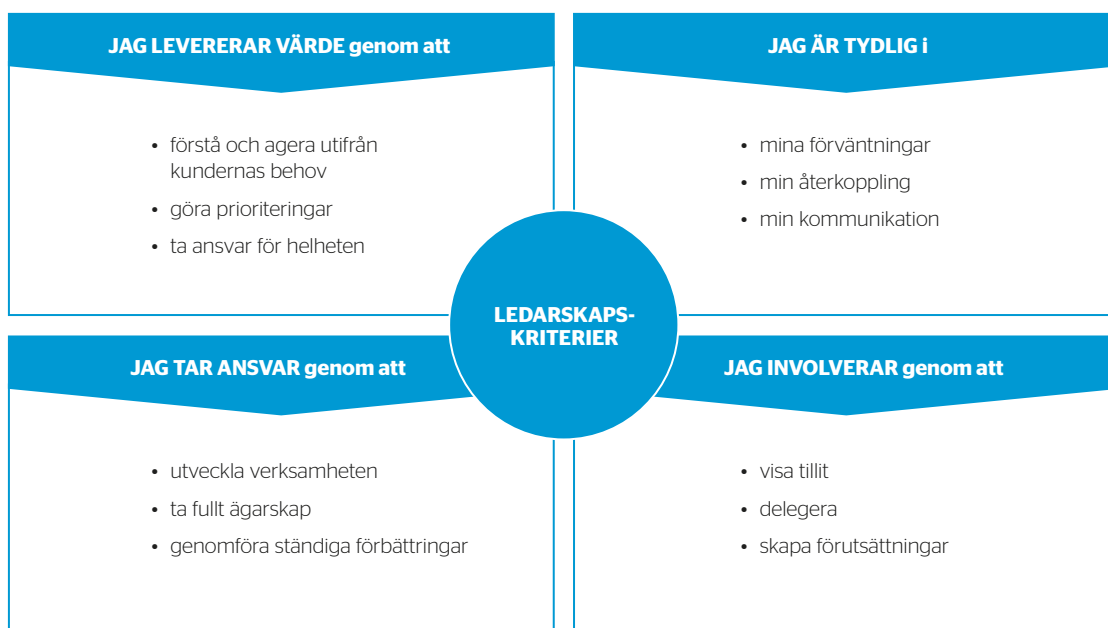 JAG LEVERERAR VÄRDE genom att
• förstå och agera utifrån
kundernas behov
• göra prioriteringar
• ta ansvar för helheten
JAG ÄR TYDLIG i
• mina förväntningar
• min återkoppling
• min kommunikation
LEDARSKAPS-
KRITERIER
JAG TAR ANSVAR genom att
• utveckla verksamheten
• ta fullt ägarskap
• genomföra ständiga förbättringar
JAG INVOLVERAR genom att
• visa tillit
• delegera
• skapa förutsättningar